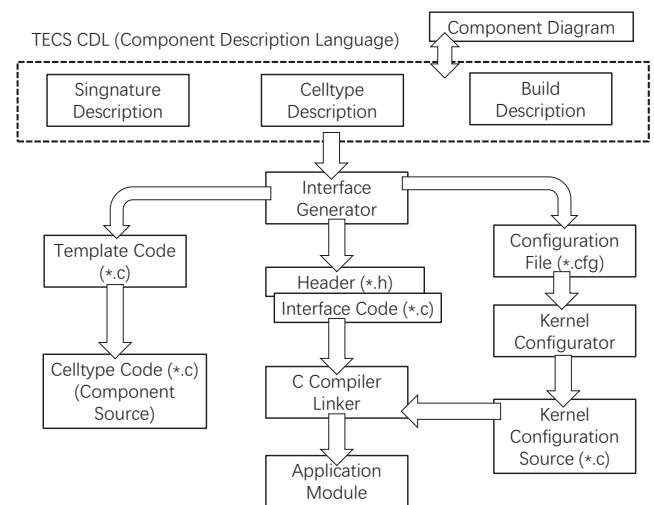 Component Diagram
TECS CDL (Component Description Language)
Singnature
Description
Celltype
Description
Build
Description
Interface
Generator
Template Code
(*.c)
Header (*.h)
Interface Code (*.c)
Configuration
File (*.cfg)
Kernel
Configurator
Celltype Code (*.c)
(Component
Source)
C Compiler
Linker
Kernel
Configuration
Source (*.c)
Application
Module